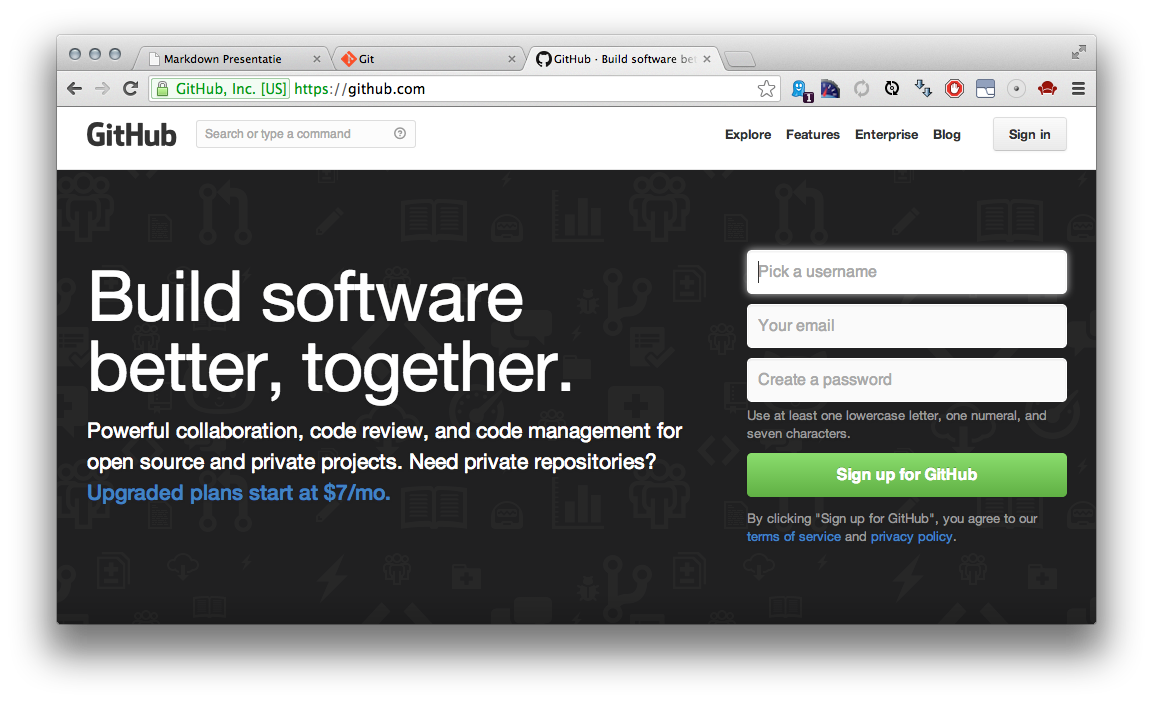 Markdown Presentatie
Git
GitHub · Build software be
GitHub, Inc. [US] https://github.com
1
GitHub
Search or type a command
Explore Features Enterprise Blog Sign in
Build software
better, together.
Powerful collaboration, code review, and code management for
open source and private projects. Need private repositories?
Upgraded plans start at $7/mo.
Pick a username
Your email
Create a password
Use at least one lowercase letter, one numeral, and
seven characters.
Sign up for GitHub
By clicking "Sign up for GitHub", you agree to our
terms of service and privacy policy.